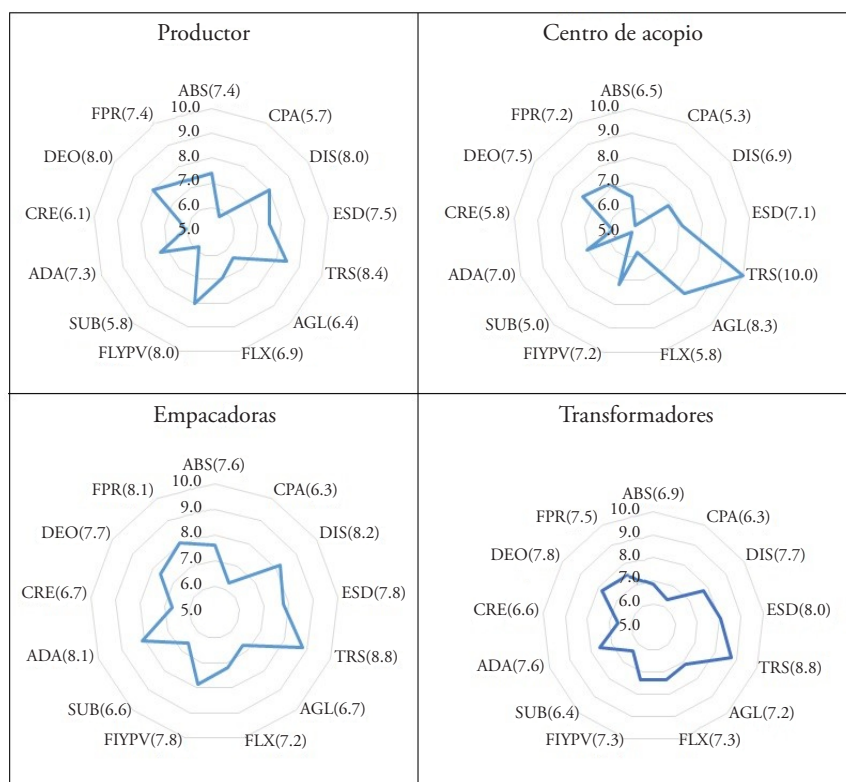 Productor
ABS(7.4)
CPA(5.7)
DIS(8.0)
ESD(7.5)
TRS(8.4)
AGL(6.4)
FLX(6.9)
FLYPV(8.0)
SUB(5.8)
ADA(7.3)
CRE(6.1)
DEO(8.0)
FPR(7.4)
10.0
9.0
8.0
7.0
6.0
5.0
Centro de acopio
ABS(6.5)
CPA(5.3)
DIS(6.9)
ESD(7.1)
TRS(10.0)
AGL(8.3)
FLX(5.8)
FIYPV(7.2)
SUB(5.0)
ADA(7.0)
CRE(5.8)
DEO(7.5)
FPR(7.2)
10.0
9.0
8.0
7.0
6.0
5.0
Empacadoras
ABS(7.6)
CPA(6.3)
DIS(8.2)
ESD(7.8)
TRS(8.8)
AGL(6.7)
FLX(7.2)
FIYPV(7.8)
SUB(6.6)
ADA(8.1)
CRE(6.7)
DEO(7.7)
FPR(8.1)
10.0
9.0
8.0
7.0
6.0
5.0
Transformadores
ABS(6.9)
CPA(6.3)
DIS(7.7)
ESD(8.0)
TRS(8.8)
AGL(7.2)
FLX(7.3)
FIYPV(7.3)
SUB(6.4)
ADA(7.6)
CRE(6.6)
DEO(7.8)
FPR(7.5)
10.0
9.0
8.0
7.0
6.0
5.0